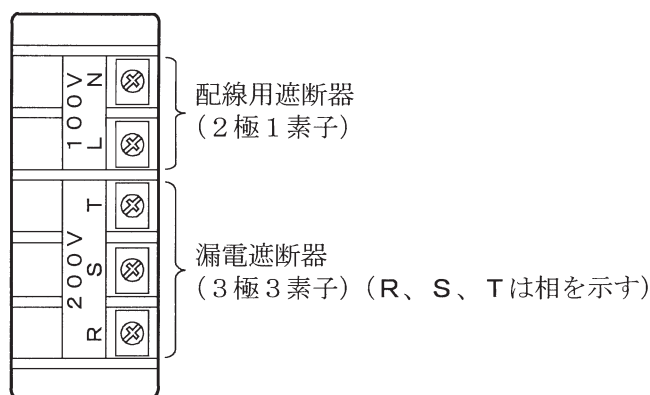 100V
N
L
配線用遮断器
(2極1素子)
200V
T
S
R
漏電遮断器
(3極3素子)(R、S、Tは相を示す)